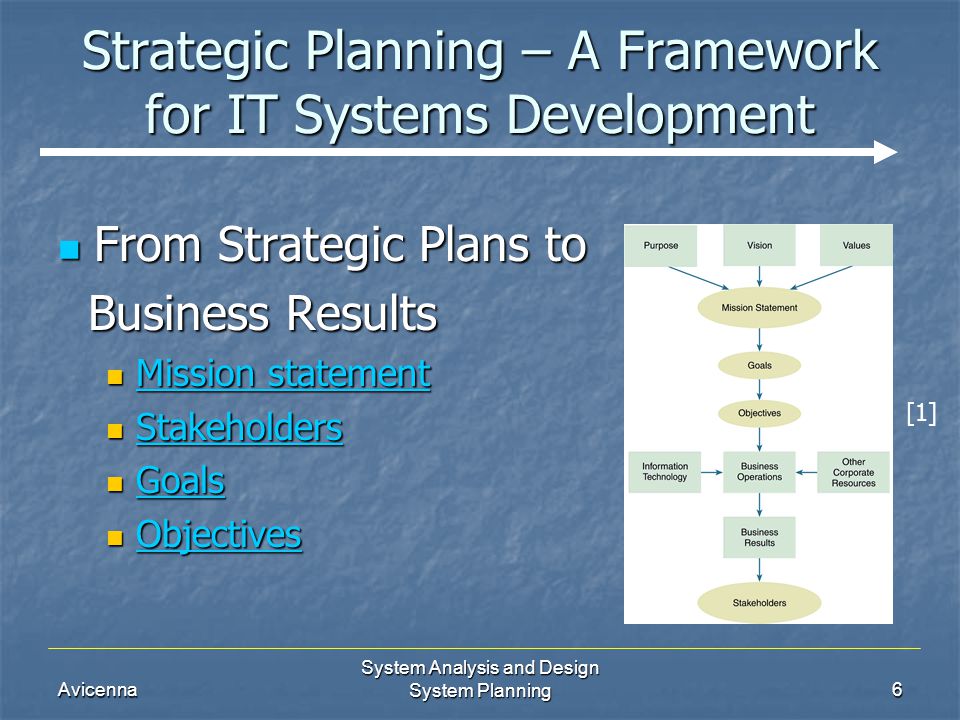 Strategic Planning – A Framework
for IT Systems Development
From Strategic Plans to
Business Results
Mission statement
Stakeholders
Goals
Objectives
Purpose
Vision
Values
Mission Statement
Goals
Objectives
Information
Technology
Business
Operations
Other
Corporate
Resources
Business
Results
Stakeholders
[1]
Avicenna
System Analysis and Design
System Planning
6